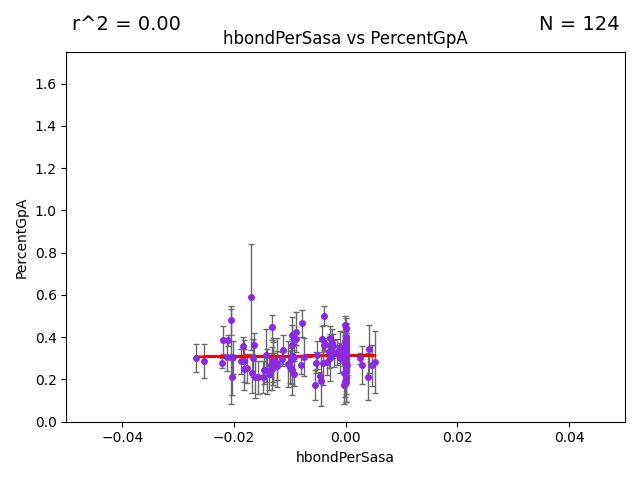 r^2 = 0.00
N = 124
hbondPerSasa vs PercentGpA
PercentGpA
1.6
1.4
1.2
1.0
0.8
0.6
0.4
0.2
0.0
−0.04
−0.02
0.00
0.02
0.04
hbondPerSasa